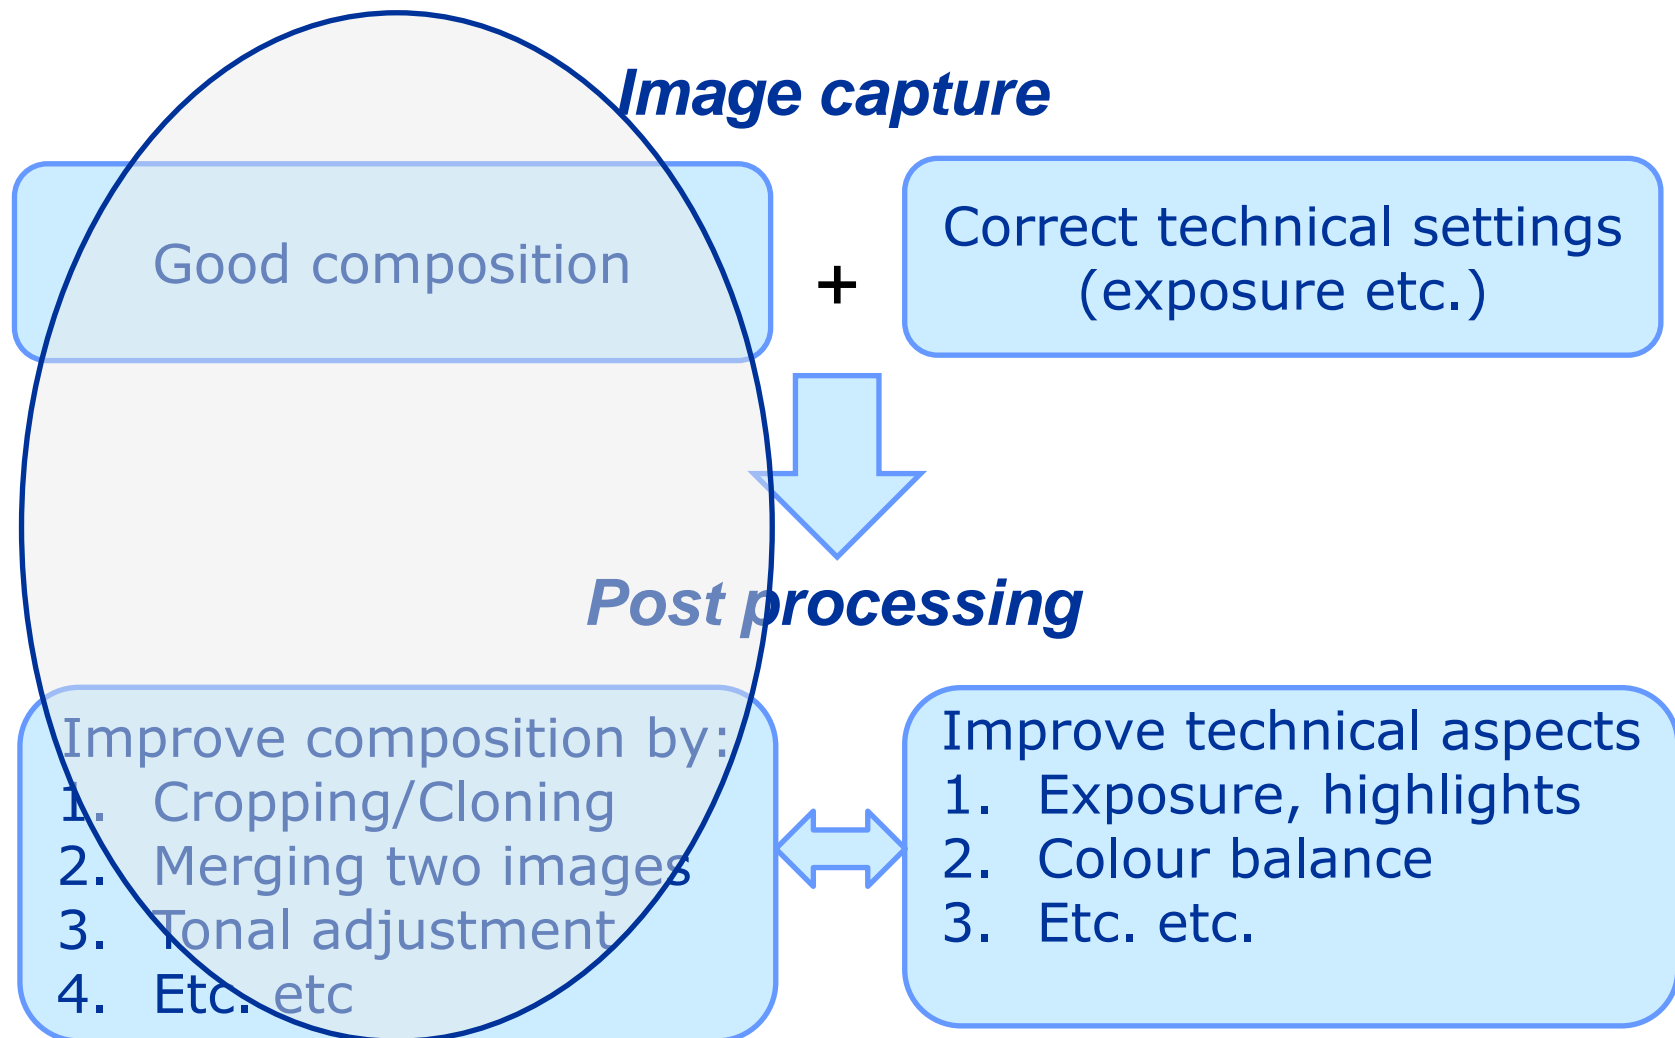 Image capture
Good composition
+
Correct technical settings
(exposure etc.)
Post processing
Improve composition by:
1. Cropping/Cloning
2. Merging two images
3. Tonal adjustment
4. Etc. etc
Improve technical aspects
1. Exposure, highlights
2. Colour balance
3. Etc. etc.